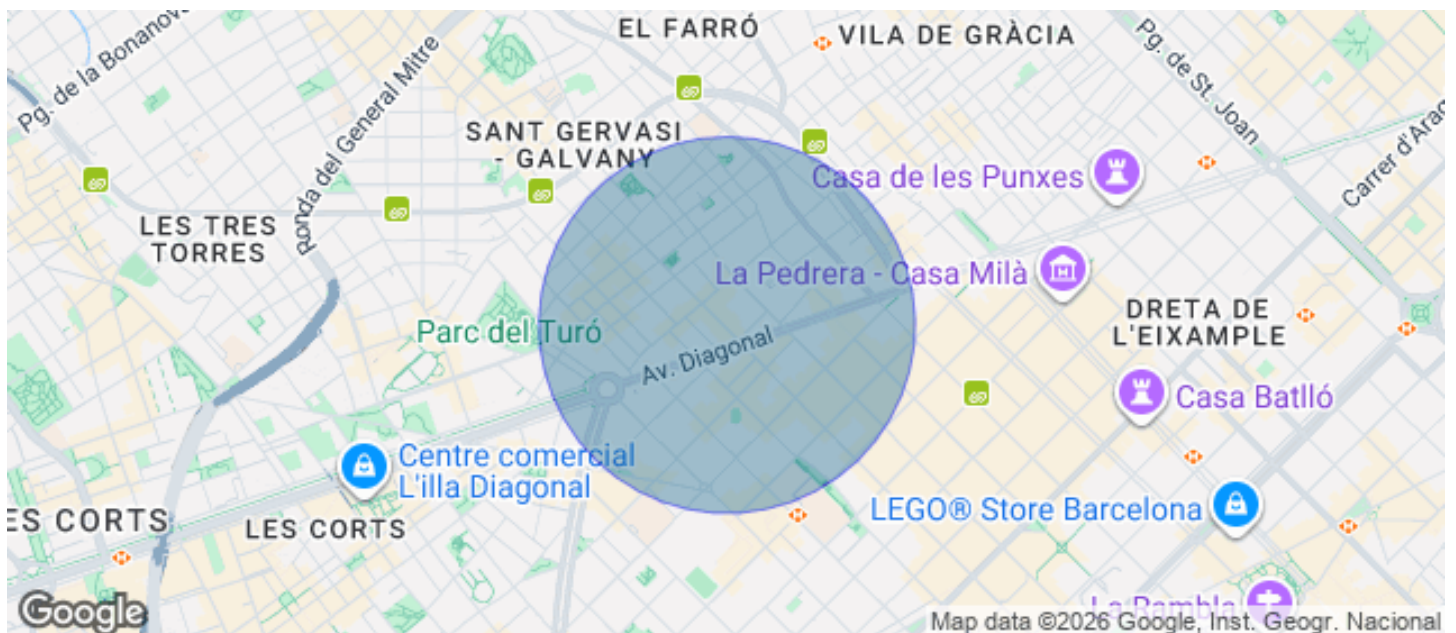 EL FARRÓ
VILA DE GRÀCIA
Pg. de la Bonanova
Ronda del General Mitre
Pg. de St. Joan
SANT GERVASI
- GALVANY
Casa de les Punxes
Carrer d'Arag
LES TRES
TORRES
La Pedrera - Casa Milà
DRETA DE
L'EIXAMPLE
Parc del Turó
Av. Diagonal
Casa Batlló
Centre comercial
L'illa Diagonal
ES CORTS
LES CORTS
LEGO® Store Barcelona
La Rambla
Google
Map data ©2026 Google, Inst. Geogr. Nacional